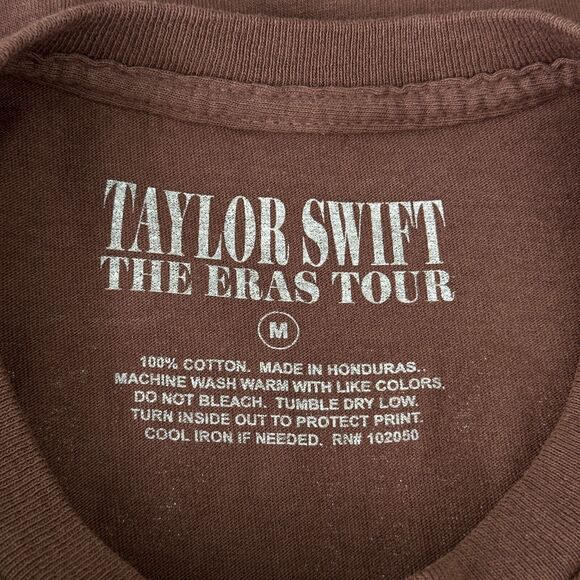 TAYLOR SWIFT
THE ERAS TOUR
M
100% COTTON. MADE IN HONDURAS..
MACHINE WASH WARM WITH LIKE COLORS.
DO NOT BLEACH. TUMBLE DRY LOW.
TURN INSIDE OUT TO PROTECT PRINT.
COOL IRON IF NEEDED. RN# 102050